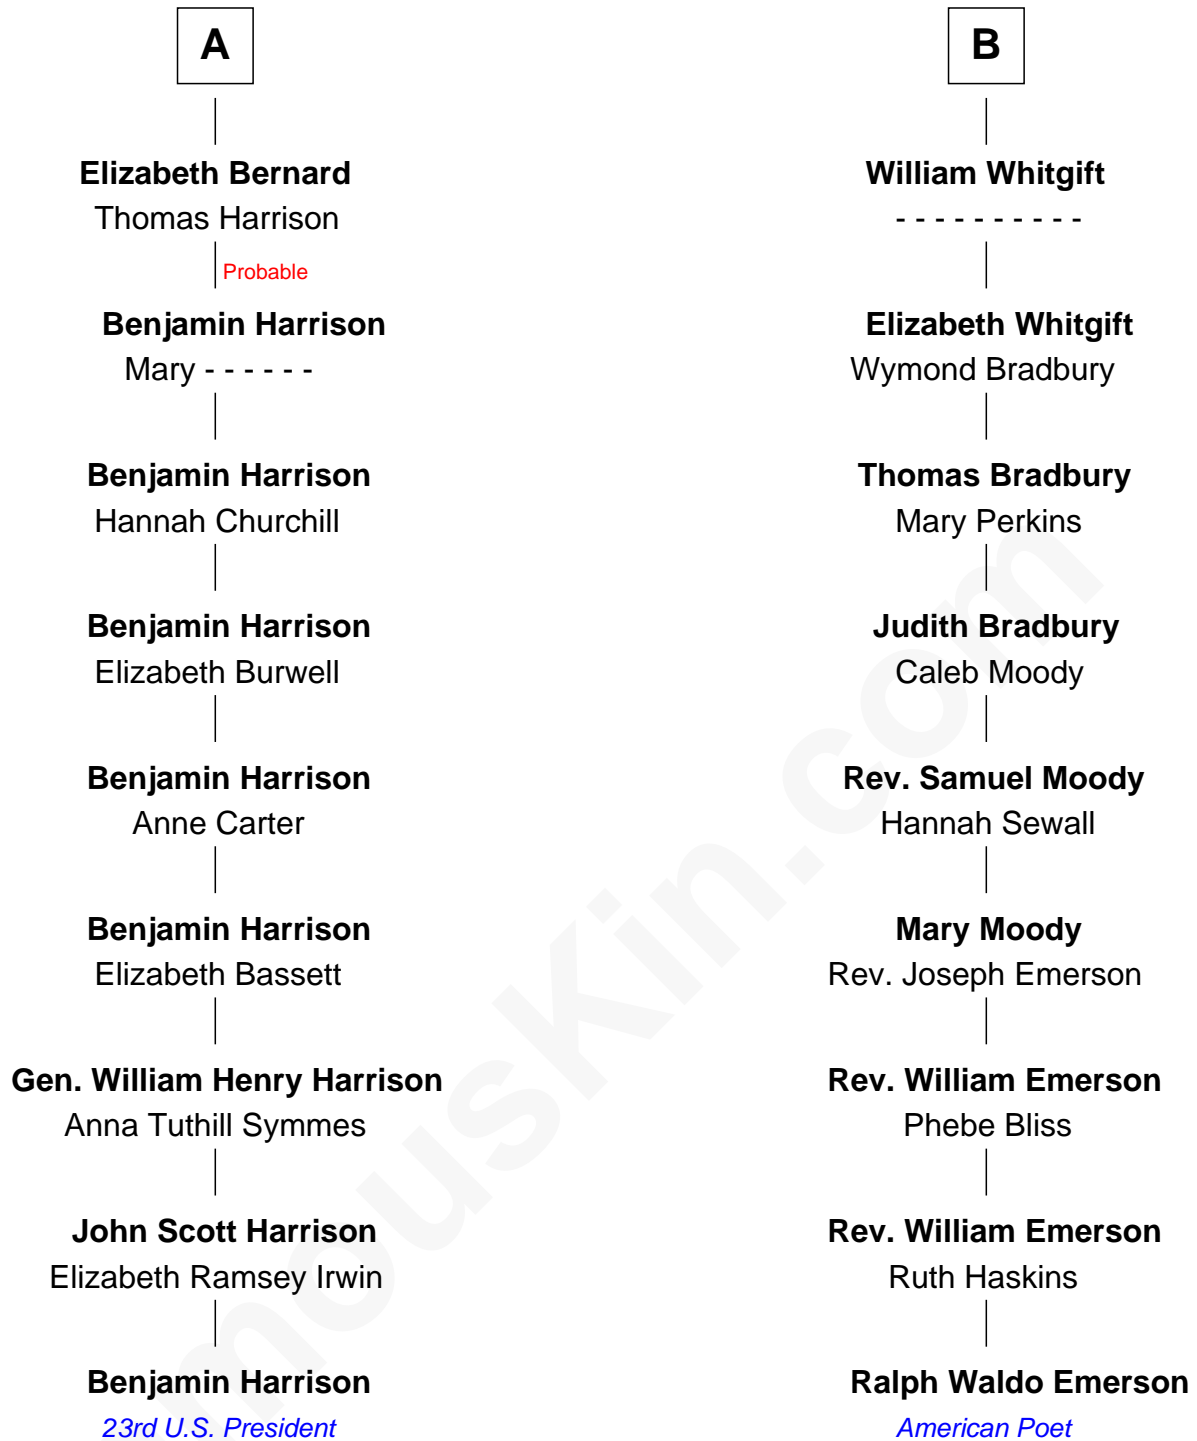 A
B
Elizabeth Bernard
Thomas Harrison
Probable
Benjamin Harrison
Mary - - - - - -
Benjamin Harrison
Hannah Churchill
Benjamin Harrison
Elizabeth Burwell
Benjamin Harrison
Anne Carter
Benjamin Harrison
Elizabeth Bassett
Gen. William Henry Harrison
Anna Tuthill Symmes
John Scott Harrison
Elizabeth Ramsey Irwin
Benjamin Harrison
23rd U.S. President
William Whitgift
- - - - - - - - - -
Elizabeth Whitgift
Wymond Bradbury
Thomas Bradbury
Mary Perkins
Judith Bradbury
Caleb Moody
Rev. Samuel Moody
Hannah Sewall
Mary Moody
Rev. Joseph Emerson
Rev. William Emerson
Phebe Bliss
Rev. William Emerson
Ruth Haskins
Ralph Waldo Emerson
American Poet
mousKin.com